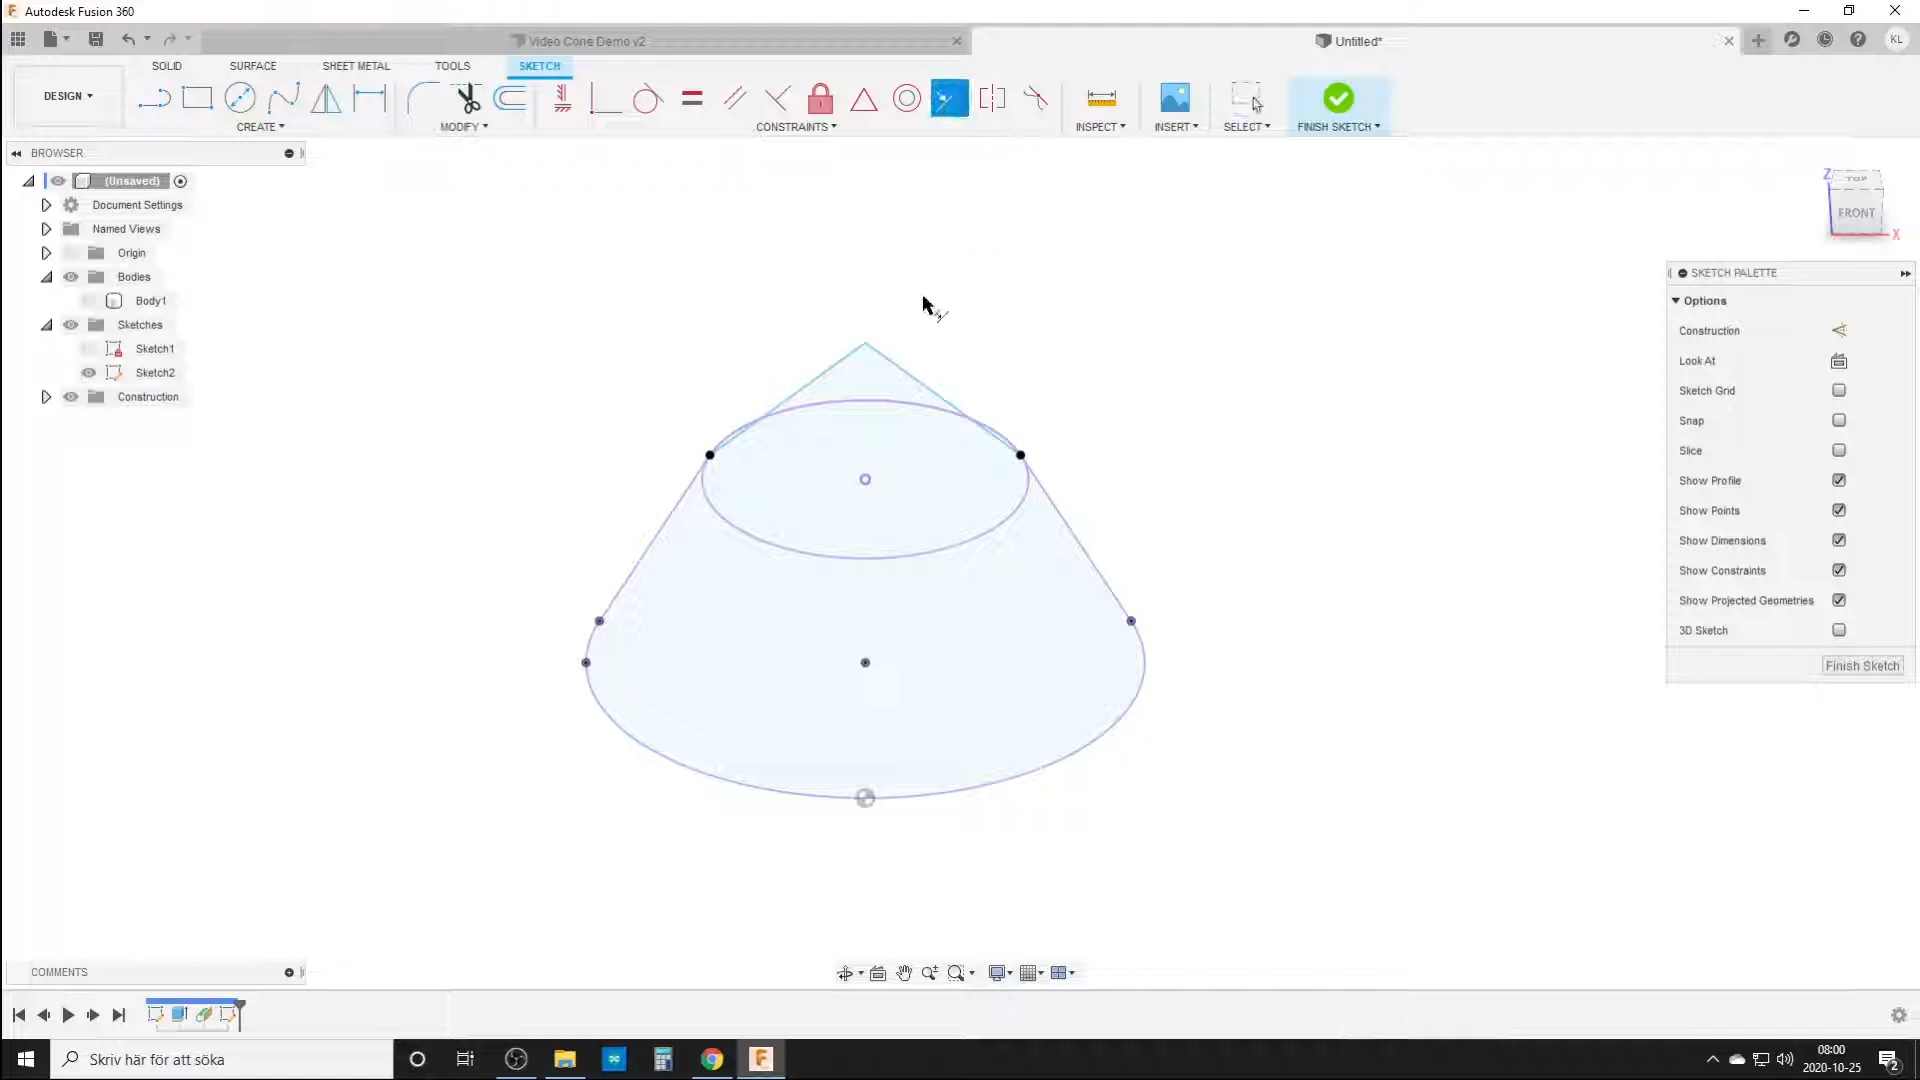 Autodesk Fusion 360
Video Cone Demo v2
Untitled*
KL
SOLID SURFACE SHEET METAL TOOLS SKETCH
DESIGN
CREATE MODIFY CONSTRAINTS INSPECT INSERT SELECT FINISH SKETCH
BROWSER
(Unsaved)
Document Settings
Named Views
Origin
Bodies
Body1
Sketches
Sketch1
Sketch2
Construction
Z
TOP
FRONT
X
SKETCH PALETTE
Options
Construction
Look At
Sketch Grid
Snap
Slice
Show Profile
Show Points
Show Dimensions
Show Constraints
Show Projected Geometries
3D Sketch
Finish Sketch
COMMENTS
Skriv här för att söka
08:00
2020-10-25
2